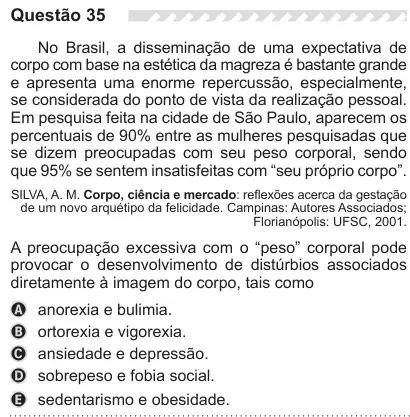 Questão 35
No Brasil, a disseminação de uma expectativa de
corpo com base na estética da magreza é bastante grande
e apresenta uma enorme repercussão, especialmente,
se considerada do ponto de vista da realização pessoal.
Em pesquisa feita na cidade de São Paulo, aparecem os
percentuais de 90% entre as mulheres pesquisadas que
se dizem preocupadas com seu peso corporal, sendo
que 95% se sentem insatisfeitas com “seu próprio corpo”.
SILVA, A. M. Corpo, ciência e mercado: reflexões acerca da gestação
de um novo arquétipo da felicidade. Campinas: Autores Associados;
Florianópolis: UFSC, 2001.
A preocupação excessiva com o “peso” corporal pode
provocar o desenvolvimento de distúrbios associados
diretamente à imagem do corpo, tais como
A anorexia e bulimia.
B ortorexia e vigorexia.
C ansiedade e depressão.
D sobrepeso e fobia social.
E sedentarismo e obesidade.